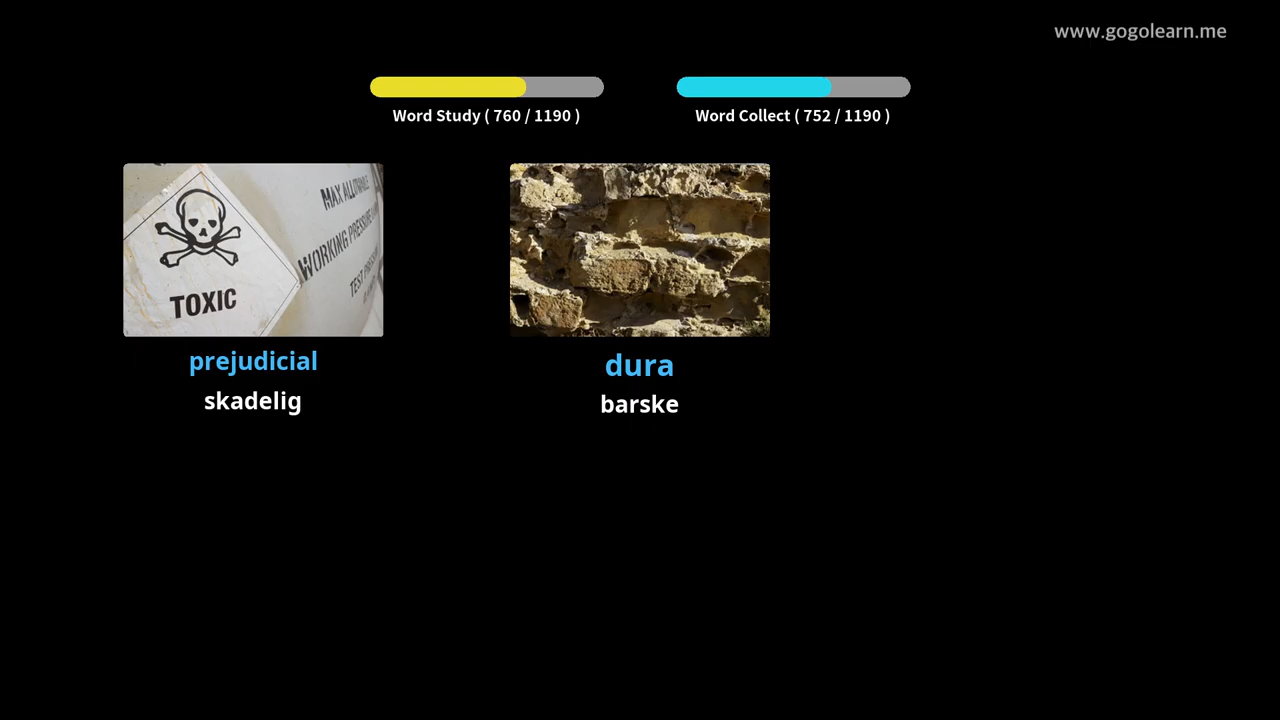 www.gogolearn.me
Word Study ( 760 / 1190 )
Word Collect ( 752 / 1190 )
MAX ALLOWABLE
WORKING PRESSURE
TEST
TOXIC
prejudicial
skadelig
dura
barske